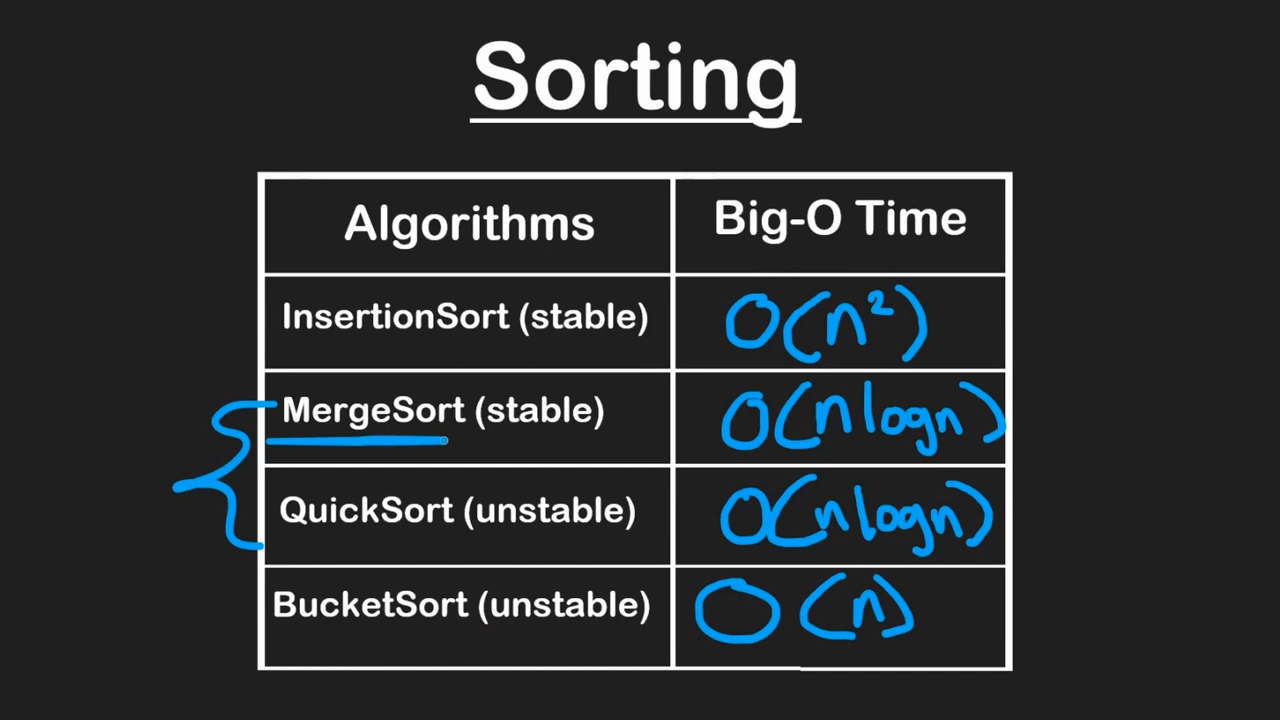 Sorting
Algorithms Big-O Time
InsertionSort (stable) O(n²)
MergeSort (stable) O(nlogn)
QuickSort (unstable) O(nlogn)
BucketSort (unstable) O(n)